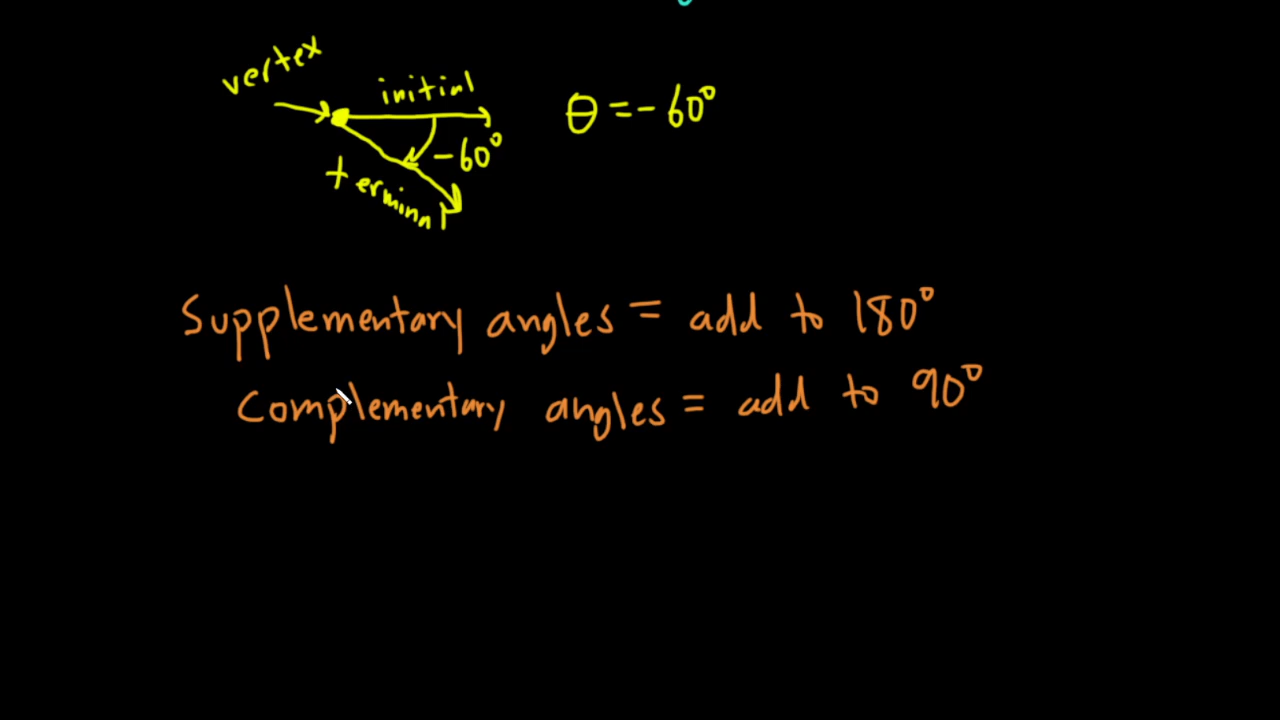 vertex
initial
θ = - 60°
- 60°
terminal
Supplementary angles = add to 180°
Complementary angles = add to 90°